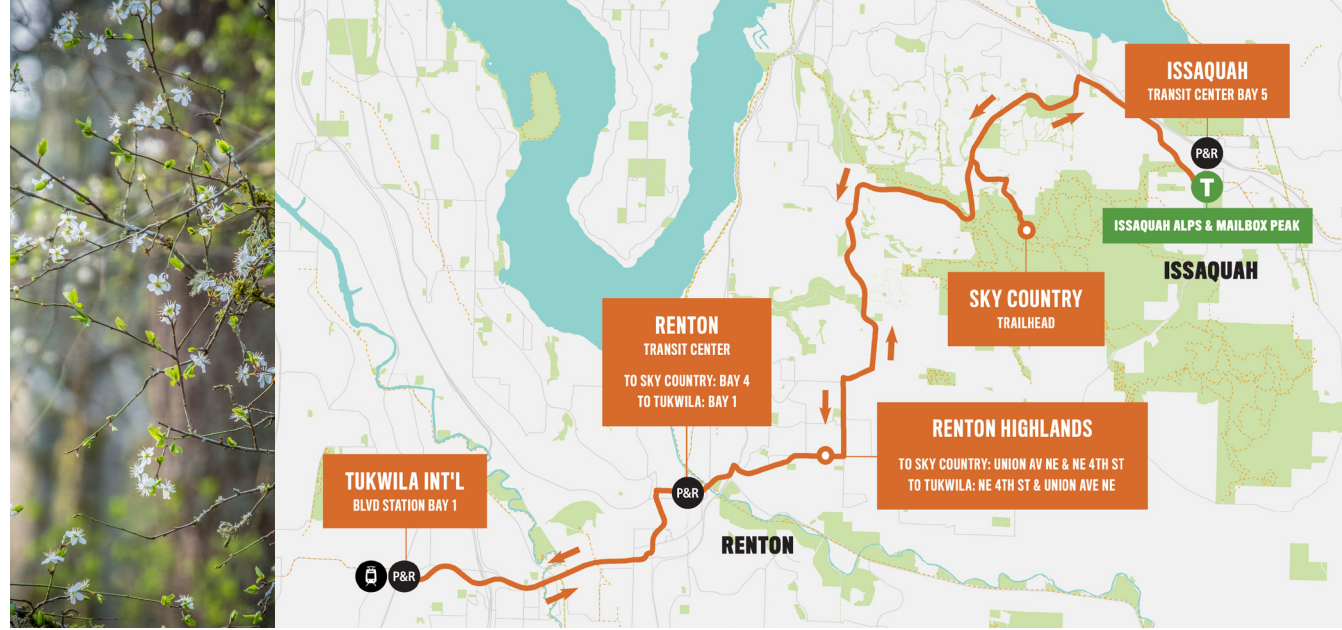 ISSAQUAH
TRANSIT CENTER BAY 5
P&R
T
ISSAQUAH ALPS & MAILBOX PEAK
ISSAQUAH
SKY COUNTRY
TRAILHEAD
RENTON
TRANSIT CENTER
TO SKY COUNTRY: BAY 4
TO TUKWILA: BAY 1
RENTON HIGHLANDS
TO SKY COUNTRY: UNION AV NE & NE 4TH ST
TO TUKWILA: NE 4TH ST & UNION AVE NE
TUKWILA INT'L
BLVD STATION BAY 1
P&R
RENTON
P&R